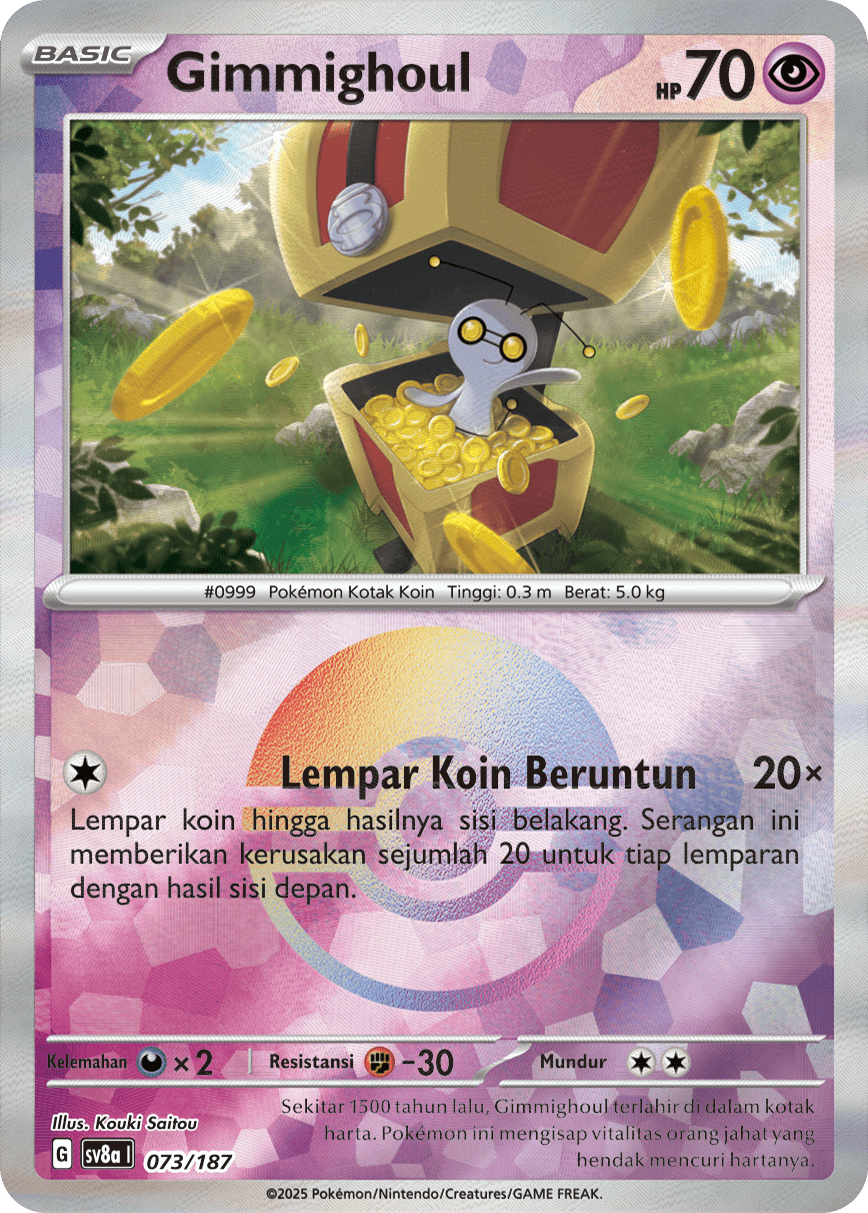 BASIC
Gimmighoul
HP 70
#0999 Pokémon Kotak Koin Tinggi: 0.3 m Berat: 5.0 kg
Lempar Koin Beruntun 20×
Lempar koin hingga hasilnya sisi belakang. Serangan ini
memberikan kerusakan sejumlah 20 untuk tiap lemparan
dengan hasil sisi depan.
Kelemahan ×2 Resistansi -30 Mundur
Sekitar 1500 tahun lalu, Gimmighoul terlahir di dalam kotak
harta. Pokémon ini mengisap vitalitas orang jahat yang
hendak mencuri hartanya.
Illus. Kouki Saitou
G sv8a I 073/187
©2025 Pokémon/Nintendo/Creatures/GAME FREAK.